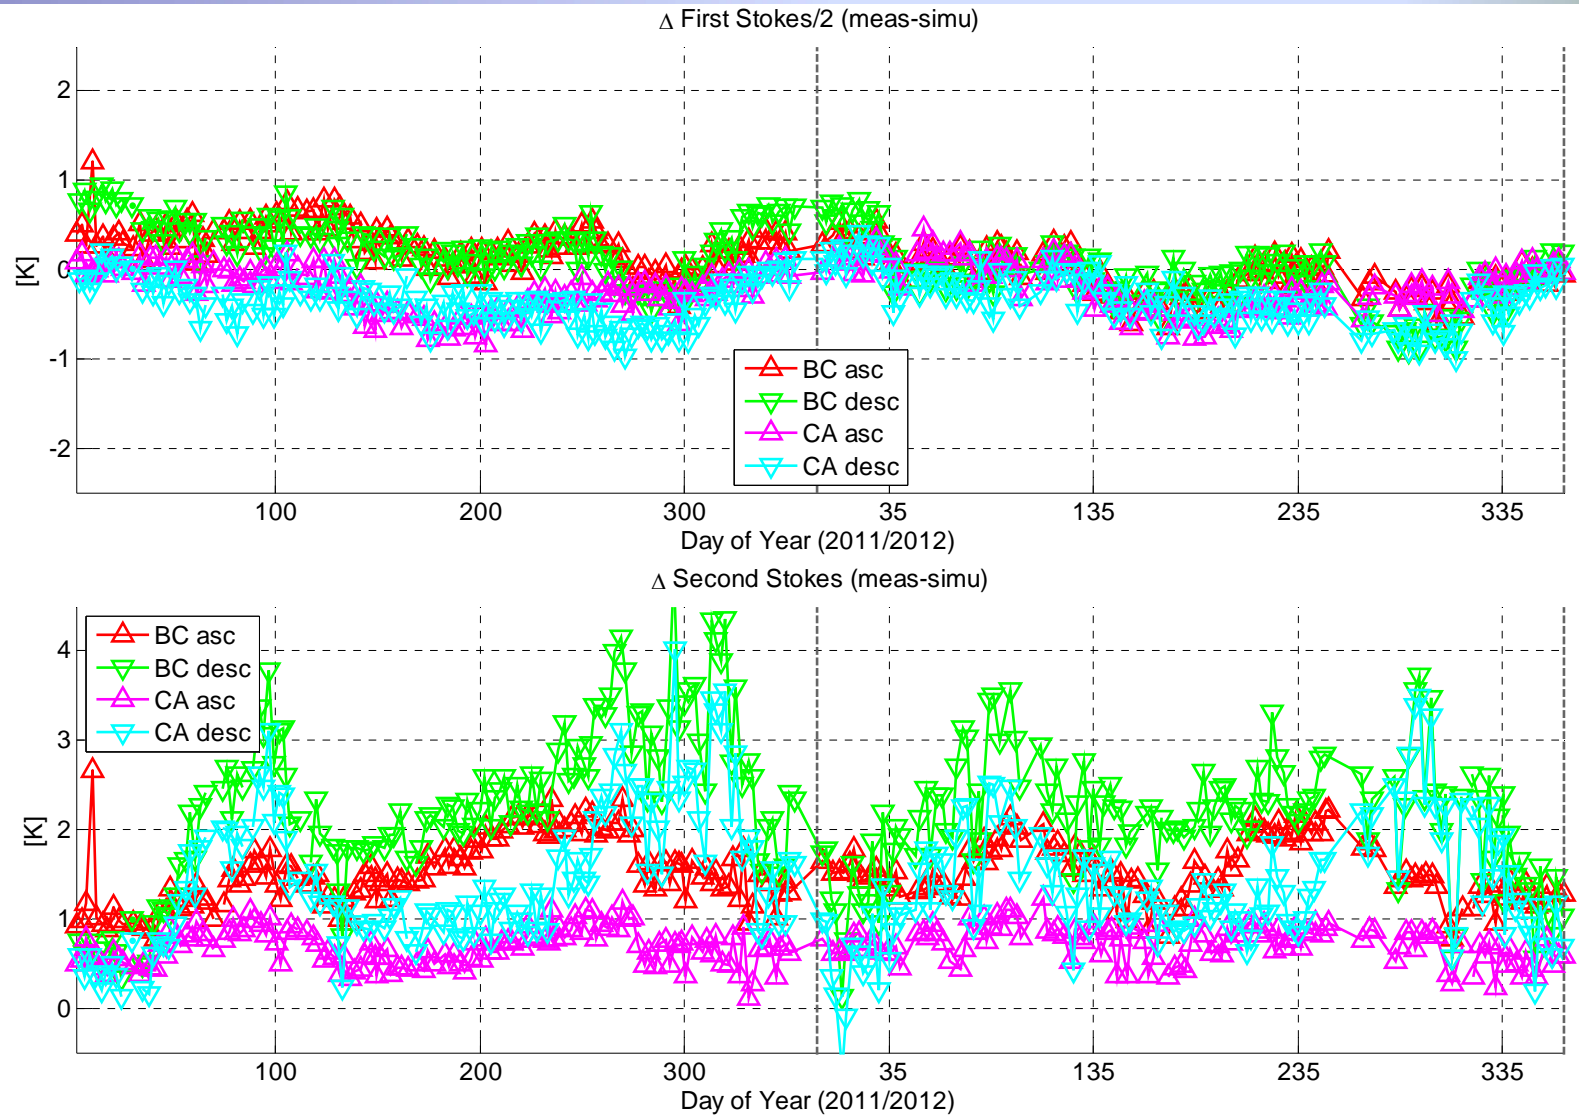 Δ First Stokes/2 (meas-simu)
2
1
0
-1
-2
[K]
BC asc
BC desc
CA asc
CA desc
100 200 300 35 135 235 335
Day of Year (2011/2012)
Δ Second Stokes (meas-simu)
BC asc
BC desc
CA asc
CA desc
4
3
2
1
0
[K]
100 200 300 35 135 235 335
Day of Year (2011/2012)